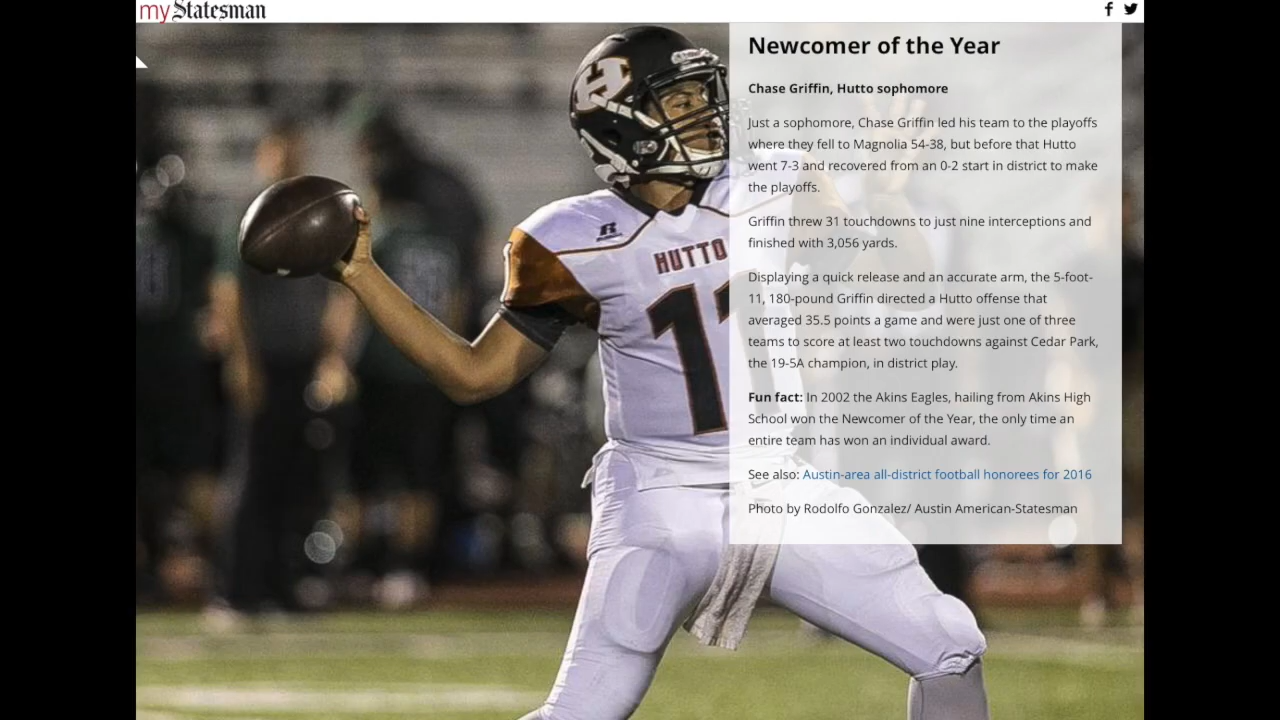 myStatesman
Newcomer of the Year
Chase Griffin, Hutto sophomore
Just a sophomore, Chase Griffin led his team to the playoffs
where they fell to Magnolia 54-38, but before that Hutto
went 7-3 and recovered from an 0-2 start in district to make
the playoffs.
Griffin threw 31 touchdowns to just nine interceptions and
finished with 3,056 yards.
Displaying a quick release and an accurate arm, the 5-foot-
11, 180-pound Griffin directed a Hutto offense that
averaged 35.5 points a game and were just one of three
teams to score at least two touchdowns against Cedar Park,
the 19-5A champion, in district play.
Fun fact: In 2002 the Akins Eagles, hailing from Akins High
School won the Newcomer of the Year, the only time an
entire team has won an individual award.
See also: Austin-area all-district football honorees for 2016
Photo by Rodolfo Gonzalez/ Austin American-Statesman
H
R
HUTTO
11